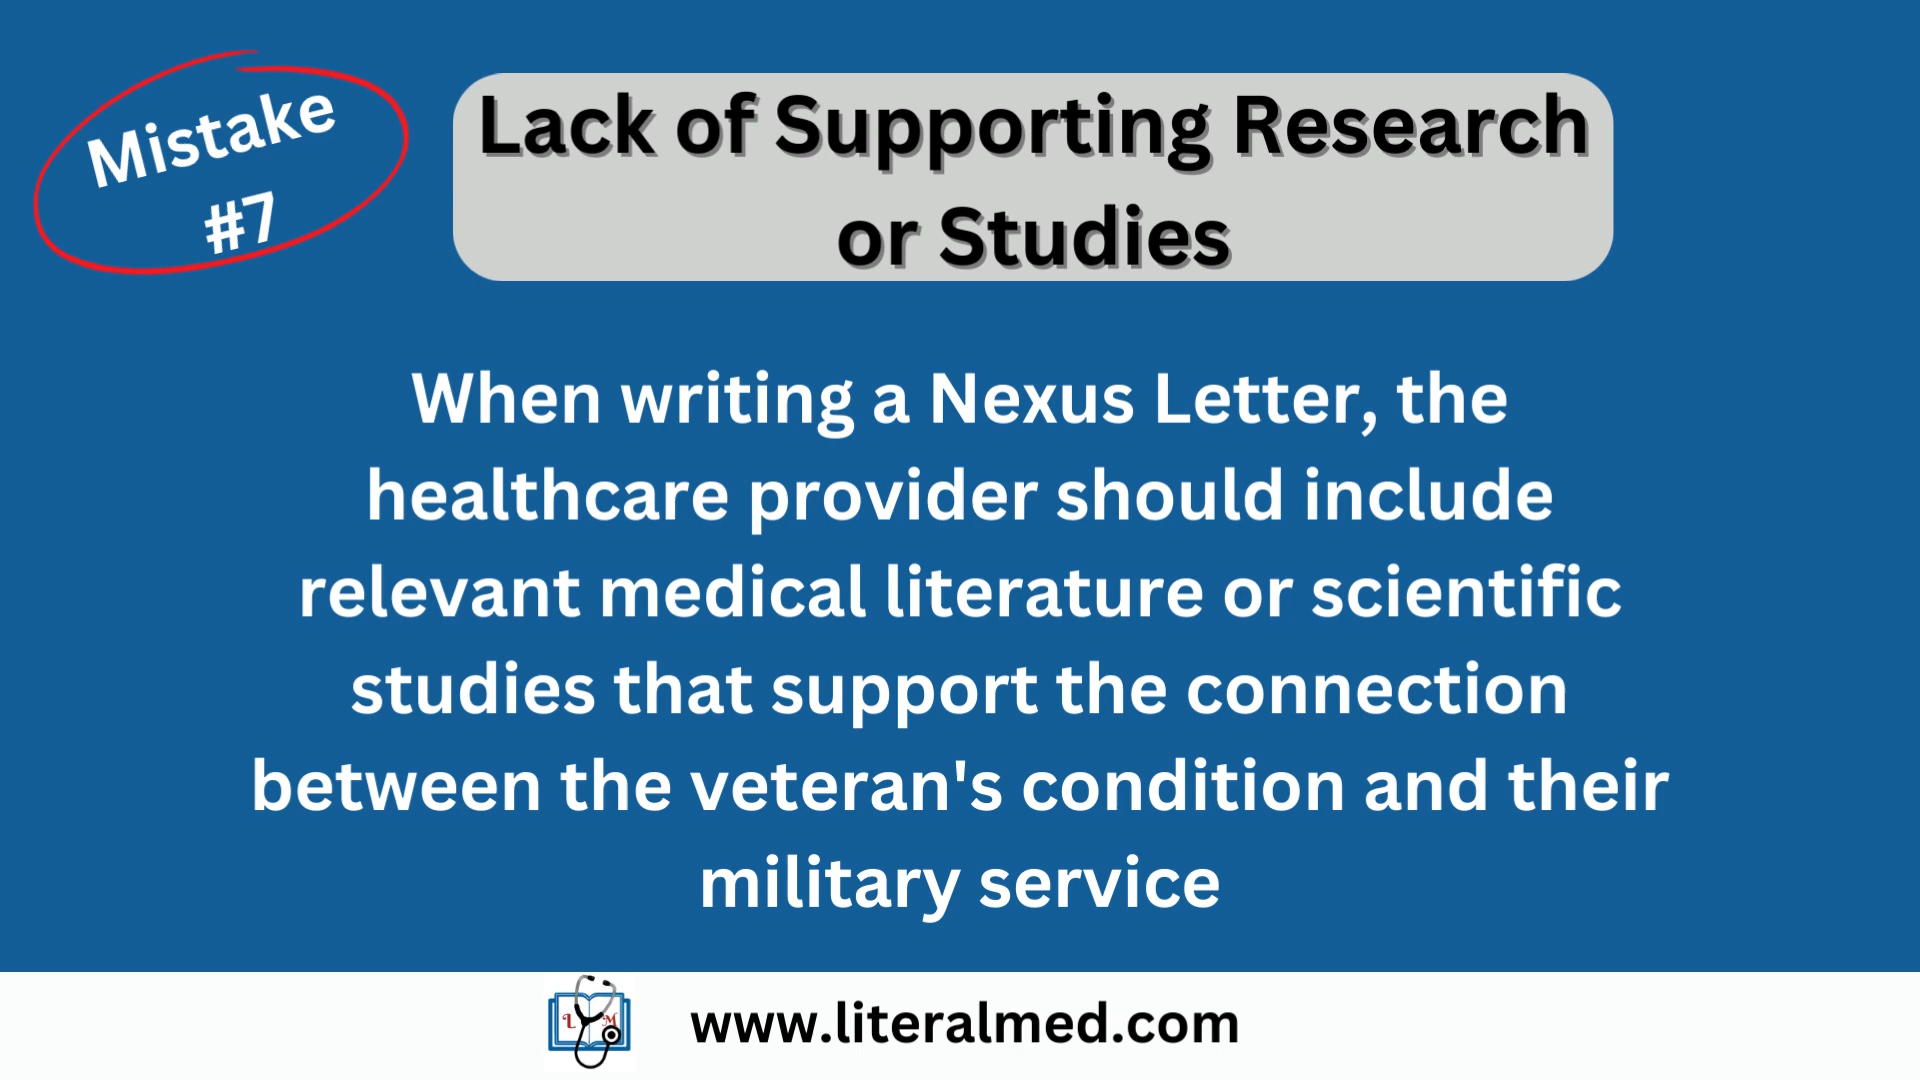 Mistake
#7
Lack of Supporting Research
or Studies
When writing a Nexus Letter, the
healthcare provider should include
relevant medical literature or scientific
studies that support the connection
between the veteran's condition and their
military service
L M
www.literalmed.com